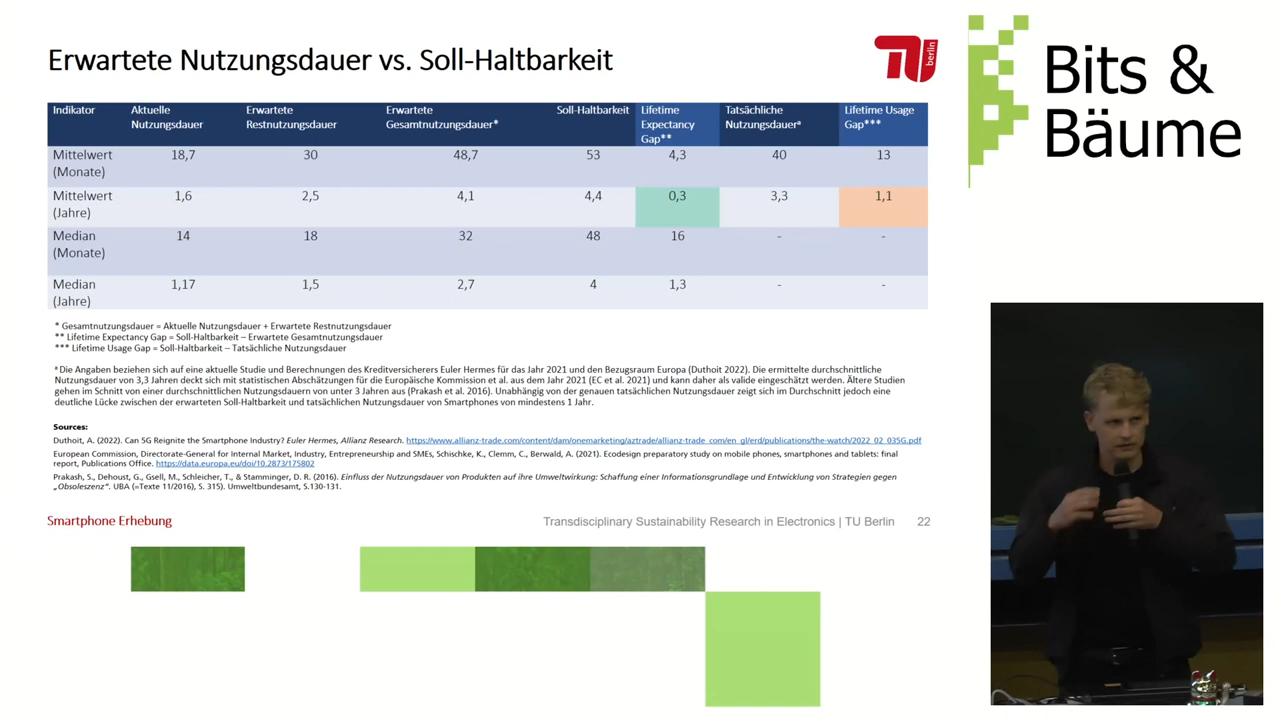 Erwartete Nutzungsdauer vs. Soll-Haltbarkeit
TU berlin
Bits &
Bäume
Indikator Aktuelle Nutzungsdauer Erwartete Restnutzungsdauer Erwartete Gesamtnutzungsdauer* Soll-Haltbarkeit Lifetime Expectancy Gap** Tatsächliche Nutzungsdauerᵃ Lifetime Usage Gap***
Mittelwert (Monate) 18,7 30 48,7 53 4,3 40 13
Mittelwert (Jahre) 1,6 2,5 4,1 4,4 0,3 3,3 1,1
Median (Monate) 14 18 32 48 16 - -
Median (Jahre) 1,17 1,5 2,7 4 1,3 - -
* Gesamtnutzungsdauer = Aktuelle Nutzungsdauer + Erwartete Restnutzungsdauer
** Lifetime Expectancy Gap = Soll-Haltbarkeit – Erwartete Gesamtnutzungsdauer
*** Lifetime Usage Gap = Soll-Haltbarkeit – Tatsächliche Nutzungsdauer
ᵃ Die Angaben beziehen sich auf eine aktuelle Studie und Berechnungen des Kreditversicherers Euler Hermes für das Jahr 2021 und den Bezugsraum Europa (Duthoit 2022). Die ermittelte durchschnittliche
Nutzungsdauer von 3,3 Jahren deckt sich mit statistischen Abschätzungen für die Europäische Kommission et al. aus dem Jahr 2021 (EC et al. 2021) und kann daher als valide eingeschätzt werden. Ältere Studien
gehen im Schnitt von einer durchschnittlichen Nutzungsdauern von unter 3 Jahren aus (Prakash et al. 2016). Unabhängig von der genauen tatsächlichen Nutzungsdauer zeigt sich im Durchschnitt jedoch eine
deutliche Lücke zwischen der erwarteten Soll-Haltbarkeit und tatsächlichen Nutzungsdauer von Smartphones von mindestens 1 Jahr.
Sources:
Duthoit, A. (2022). Can 5G Reignite the Smartphone Industry? Euler Hermes, Allianz Research. https://www.allianz-trade.com/content/dam/onemarketing/aztrade/allianz-trade_com/en_gl/erd/publications/the-watch/2022_02_035G.pdf
European Commission, Directorate-General for Internal Market, Industry, Entrepreneurship and SMEs, Schischke, K., Clemm, C., Berwald, A. (2021). Ecodesign preparatory study on mobile phones, smartphones and tablets: final
report, Publications Office. https://data.europa.eu/doi/10.2873/175802
Prakash, S., Dehoust, G., Gsell, M., Schleicher, T., & Stamminger, D. R. (2016). Einfluss der Nutzungsdauer von Produkten auf ihre Umweltwirkung: Schaffung einer Informationsgrundlage und Entwicklung von Strategien gegen
„Obsoleszenz“. UBA (=Texte 11/2016), S. 315). Umweltbundesamt, S.130-131.
Smartphone Erhebung
Transdisciplinary Sustainability Research in Electronics | TU Berlin 22